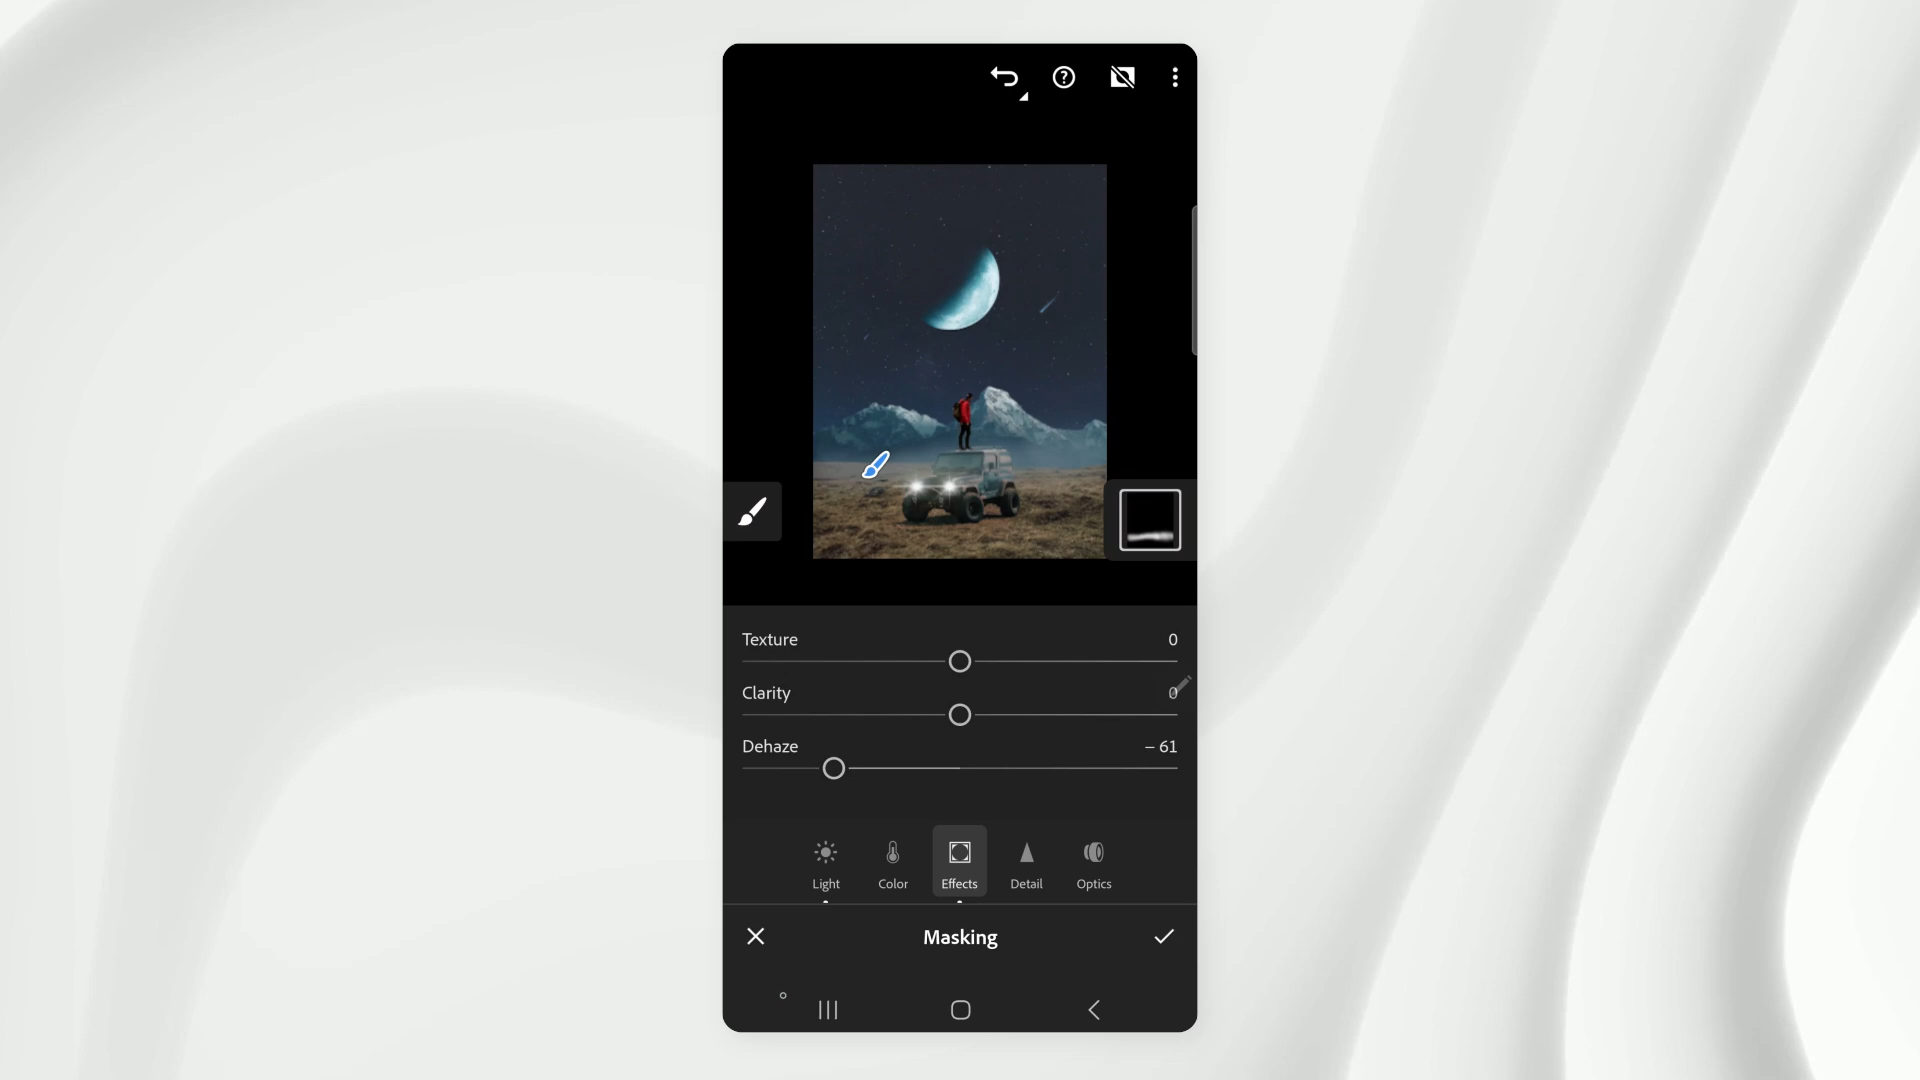 Texture 0
Clarity 0
Dehaze – 61
Light Color Effects Detail Optics
Masking